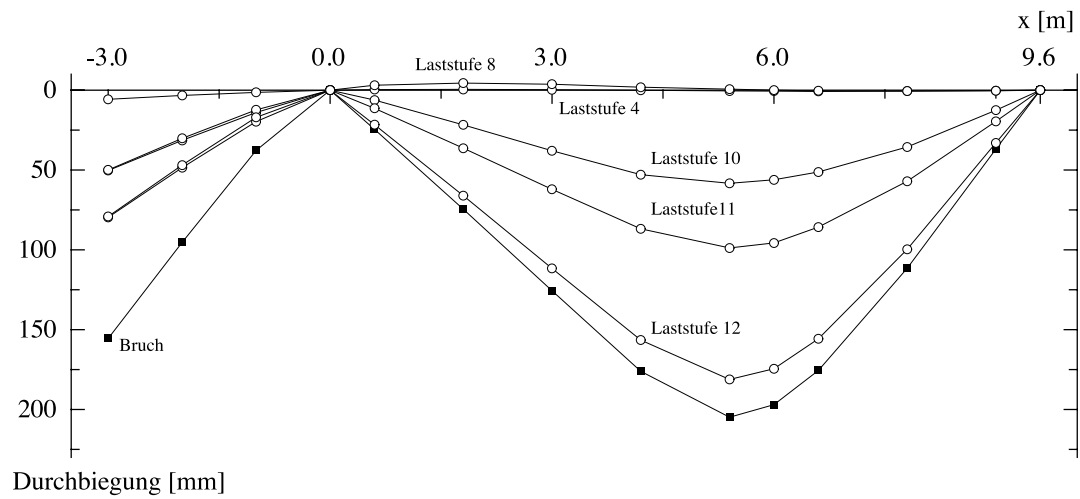 x [m]
-3.0 0.0 3.0 6.0 9.6
Laststufe 8
0
Laststufe 4
50
Laststufe 10
Laststufe11
100
150
Laststufe 12
Bruch
200
Durchbiegung [mm]